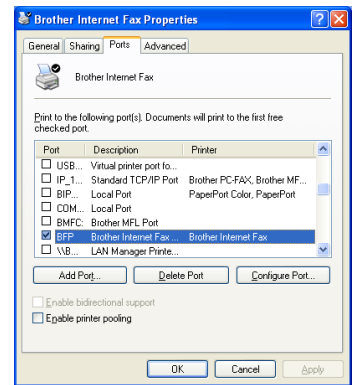 Brother Internet Fax Properties
General Sharing Ports Advanced
Brother Internet Fax
Print to the following port(s). Documents will print to the first free
checked port.
Port Description Printer
USB... Virtual printer port fo...
IP_1... Standard TCP/IP Port Brother PC-FAX, Brother MF...
BIP... Local Port PaperPort Color, PaperPort
COM... Local Port
BMFC: Brother MFL Port
BFP Brother Internet Fax ... Brother Internet Fax
\\B... LAN Manager Printe...
Add Port... Delete Port Configure Port...
Enable bidirectional support
Enable printer pooling
OK Cancel Apply